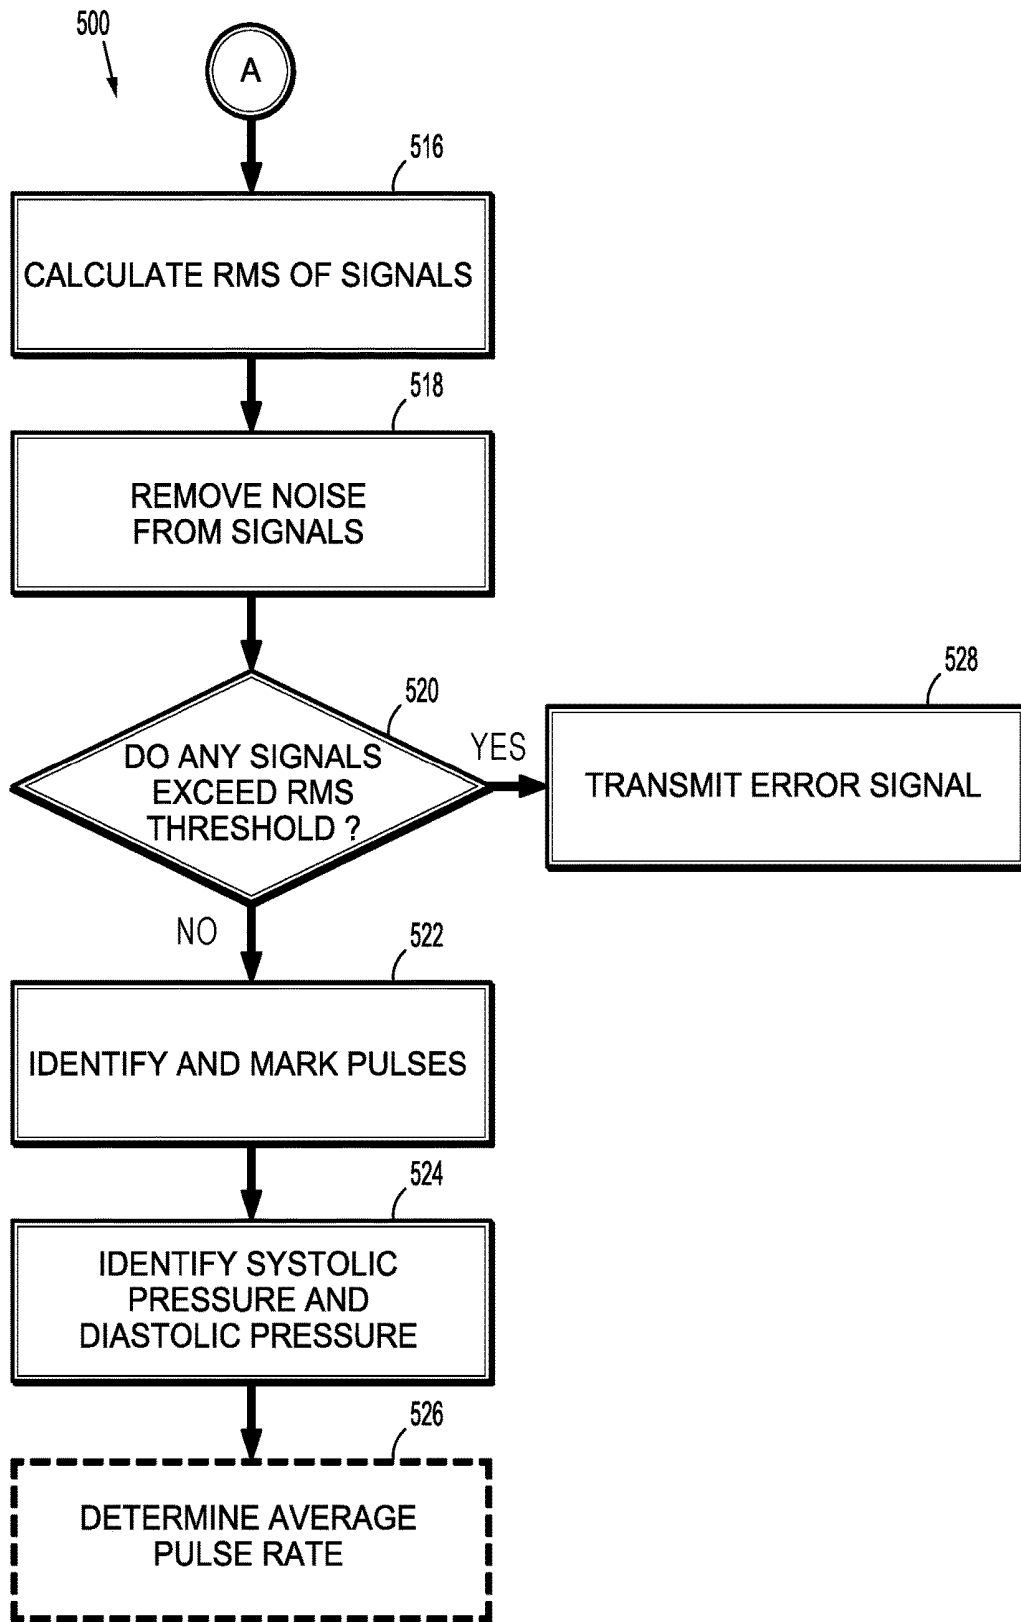 500
A
516
CALCULATE RMS OF SIGNALS
518
REMOVE NOISE
FROM SIGNALS
520
DO ANY SIGNALS
EXCEED RMS
THRESHOLD ?
YES
528
TRANSMIT ERROR SIGNAL
NO
522
IDENTIFY AND MARK PULSES
524
IDENTIFY SYSTOLIC
PRESSURE AND
DIASTOLIC PRESSURE
526
DETERMINE AVERAGE
PULSE RATE